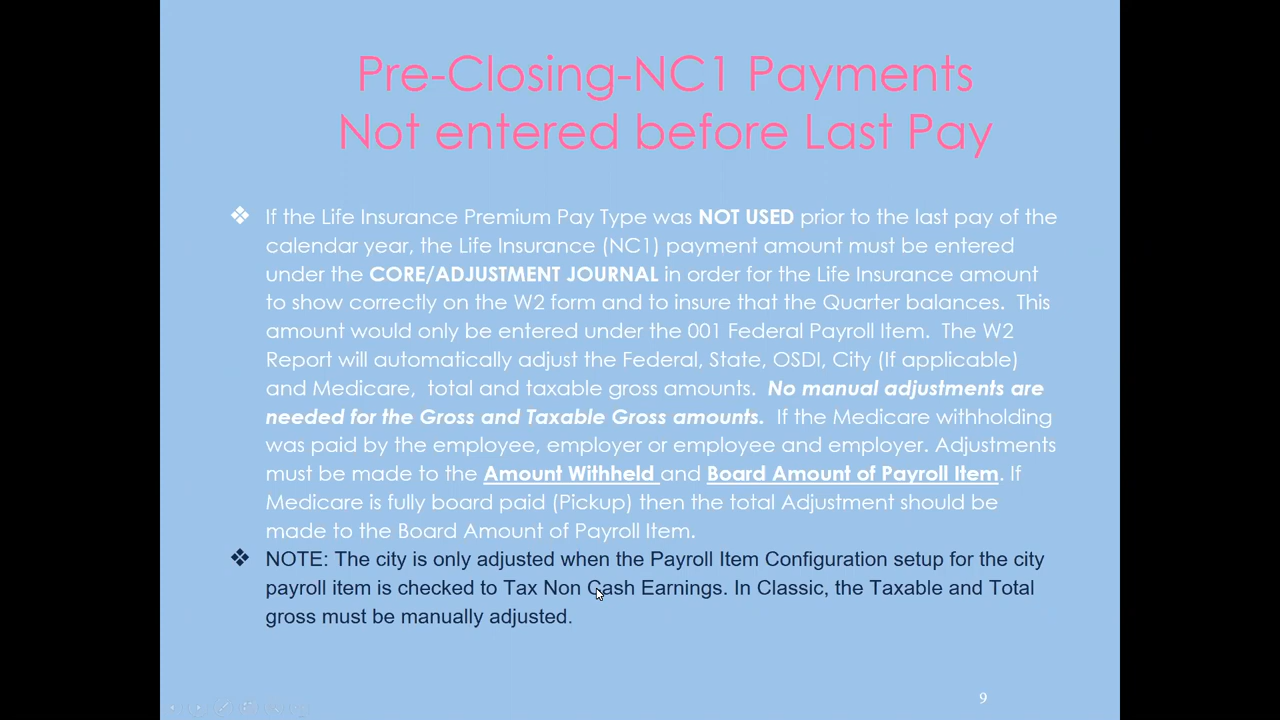 Pre-Closing-NC1 Payments
Not entered before Last Pay
❖ If the Life Insurance Premium Pay Type was NOT USED prior to the last pay of the
calendar year, the Life Insurance (NC1) payment amount must be entered
under the CORE/ADJUSTMENT JOURNAL in order for the Life Insurance amount
to show correctly on the W2 form and to insure that the Quarter balances.  This
amount would only be entered under the 001 Federal Payroll Item.  The W2
Report will automatically adjust the Federal, State, OSDI, City (If applicable)
and Medicare,  total and taxable gross amounts.  No manual adjustments are
needed for the Gross and Taxable Gross amounts.  If the Medicare withholding
was paid by the employee, employer or employee and employer. Adjustments
must be made to the Amount Withheld and Board Amount of Payroll Item. If
Medicare is fully board paid (Pickup) then the total Adjustment should be
made to the Board Amount of Payroll Item.
❖ NOTE: The city is only adjusted when the Payroll Item Configuration setup for the city
payroll item is checked to Tax Non Cash Earnings. In Classic, the Taxable and Total
gross must be manually adjusted.
9